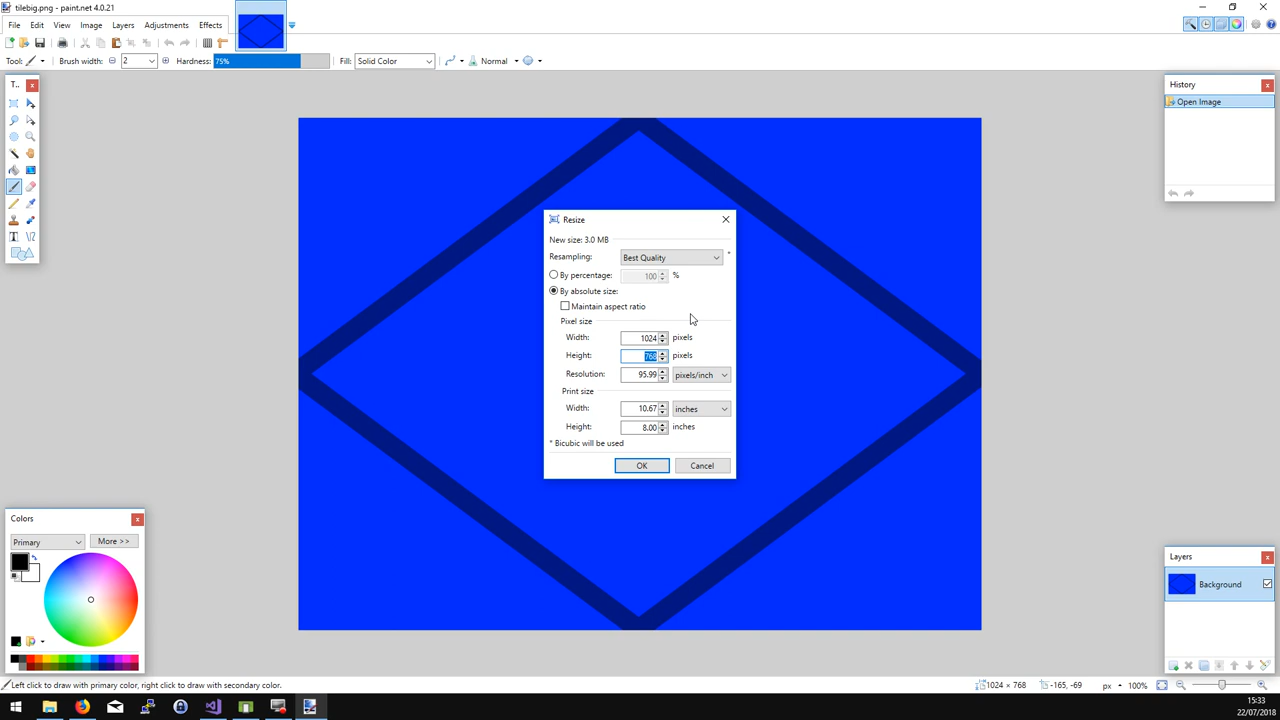 tilebig.png - paint.net 4.0.21
File Edit View Image Layers Adjustments Effects
Tool: Brush width: 2 Hardness: 75% Fill: Solid Color Normal
T..
History
Open Image
Resize
New size: 3.0 MB
Resampling: Best Quality *
By percentage: 100 %
By absolute size:
Maintain aspect ratio
Pixel size
Width: 1024 pixels
Height: 768 pixels
Resolution: 95.99 pixels/inch
Print size
Width: 10.67 inches
Height: 8.00 inches
* Bicubic will be used
OK Cancel
Colors
Primary More >>
Layers
Background
Left click to draw with primary color, right click to draw with secondary color. 1024 × 768 -165, -69 px 100%
15:33
22/07/2018